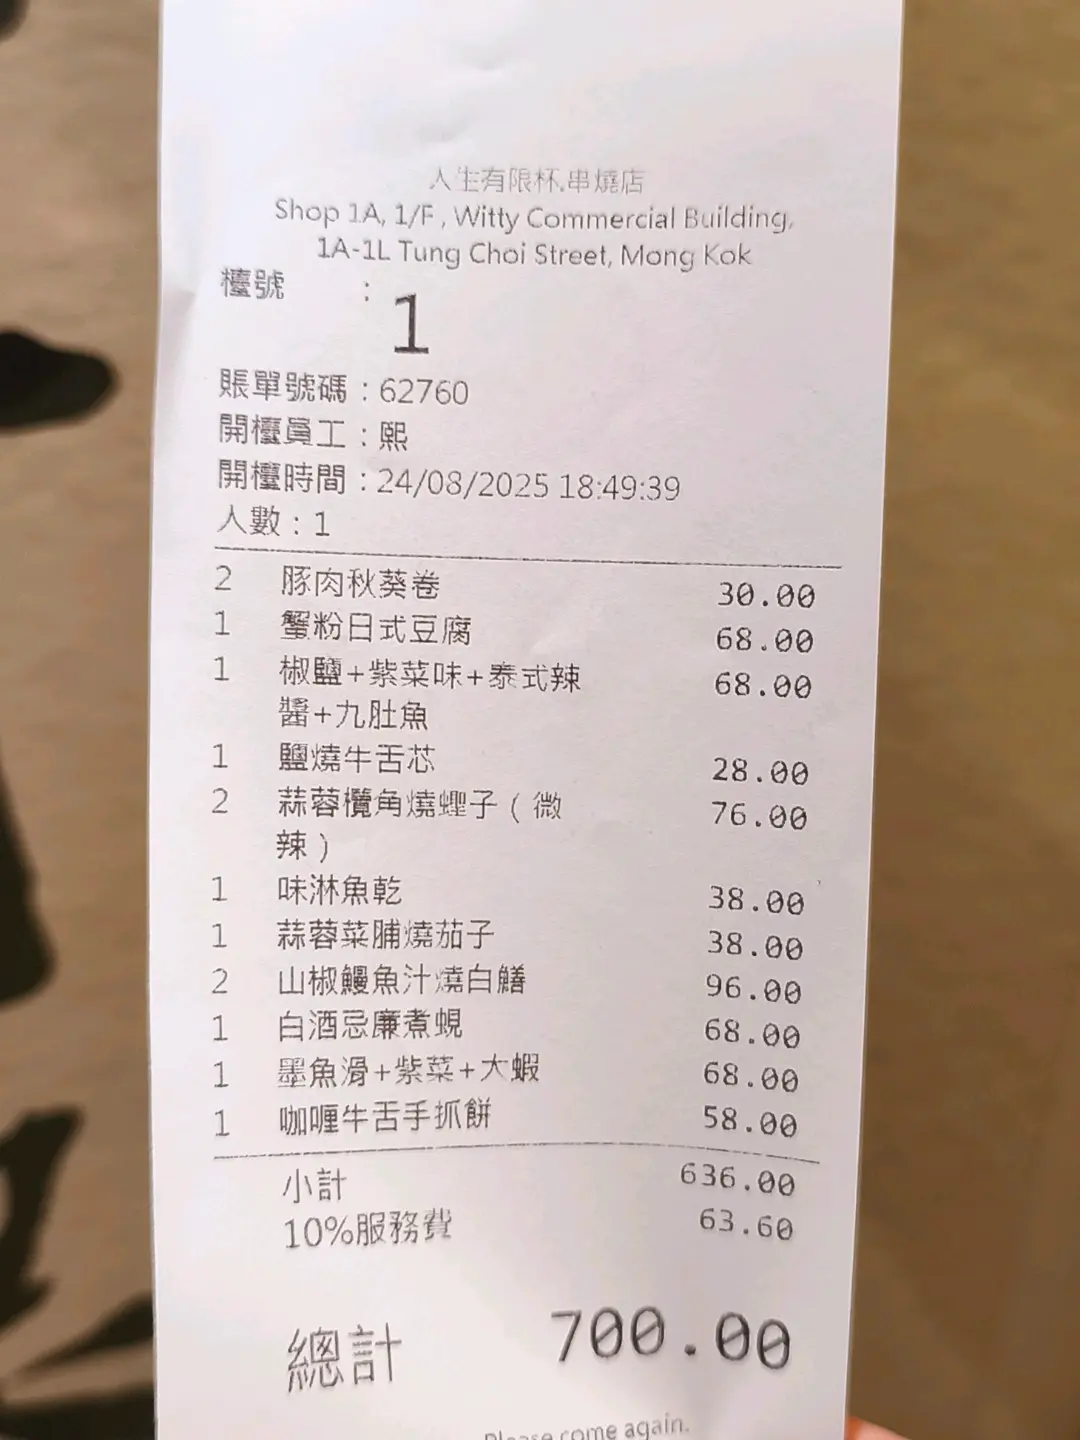 人生有限杯.串燒店
Shop 1A, 1/F , Witty Commercial Building,
1A-1L Tung Choi Street, Mong Kok
檯號 : 1
賬單號碼 : 62760
開檯員工 : 熙
開檯時間 : 24/08/2025 18:49:39
人數 : 1
2 豚肉秋葵卷 30.00
1 蟹粉日式豆腐 68.00
1 椒鹽+紫菜味+泰式辣 68.00
醬+九肚魚
1 鹽燒牛舌芯 28.00
2 蒜蓉欖角燒蟶子（微 76.00
辣）
1 味淋魚乾 38.00
1 蒜蓉菜脯燒茄子 38.00
2 山椒鰻魚汁燒白鱔 96.00
1 白酒忌廉煮蜆 68.00
1 墨魚滑+紫菜+大蝦 68.00
1 咖喱牛舌手抓餅 58.00
小計 636.00
10%服務費 63.60
總計 700.00
Please come again.